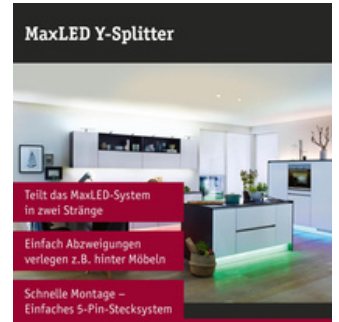 MaxLED Y-Splitter
Teilt das MaxLED-System
in zwei Stränge
Einfach Abzweigungen
verlegen z.B. hinter Möbeln
Schnelle Montage –
Einfaches 5-Pin-Stecksystem